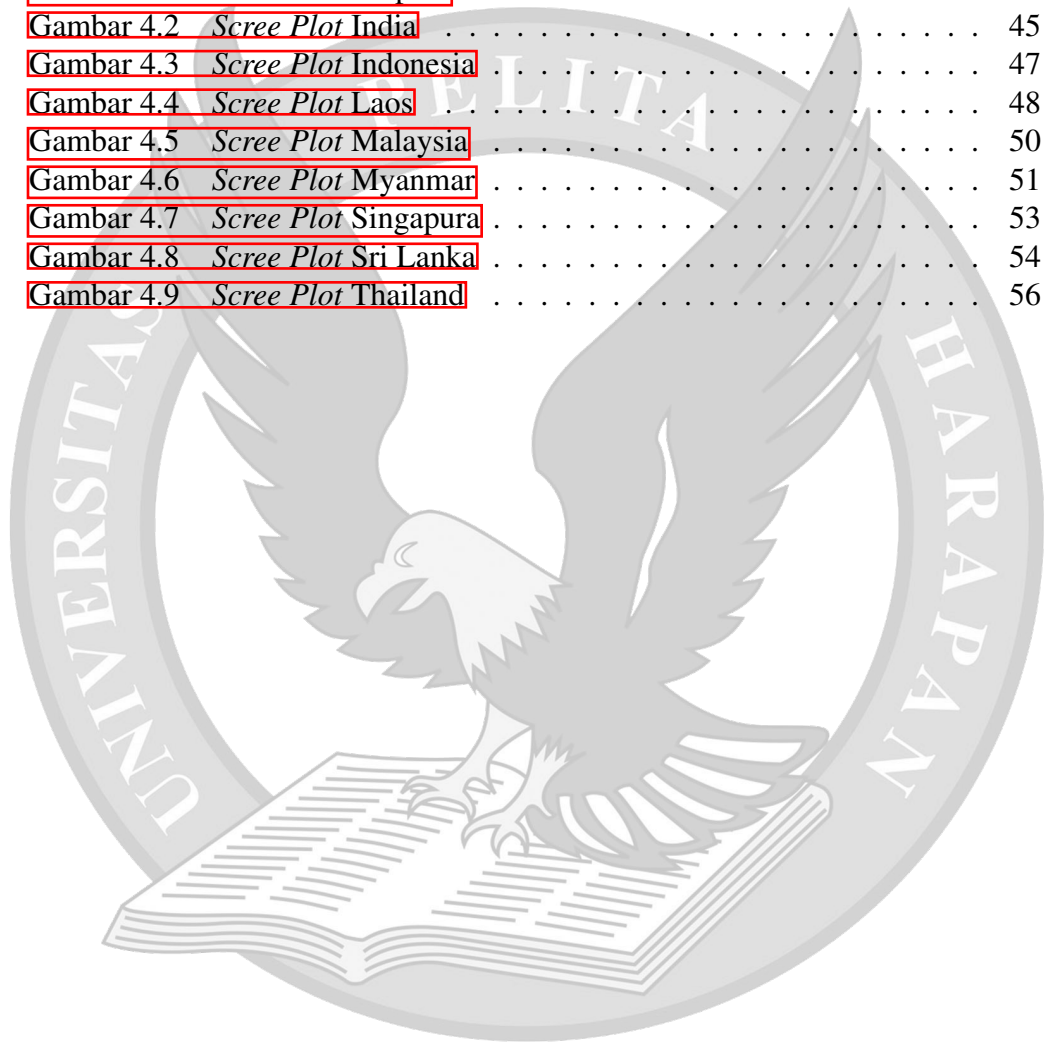 Gambar 4.2 Scree Plot India . . . . . . . . . . . . . . . . . . . . . . . 45
Gambar 4.3 Scree Plot Indonesia . . . . . . . . . . . . . . . . . . . . . 47
Gambar 4.4 Scree Plot Laos . . . . . . . . . . . . . . . . . . . . . . . 48
Gambar 4.5 Scree Plot Malaysia . . . . . . . . . . . . . . . . . . . . . 50
Gambar 4.6 Scree Plot Myanmar . . . . . . . . . . . . . . . . . . . . . 51
Gambar 4.7 Scree Plot Singapura . . . . . . . . . . . . . . . . . . . . . 53
Gambar 4.8 Scree Plot Sri Lanka . . . . . . . . . . . . . . . . . . . . . 54
Gambar 4.9 Scree Plot Thailand . . . . . . . . . . . . . . . . . . . . . 56
UNIVERSITAS PELITA HARAPAN